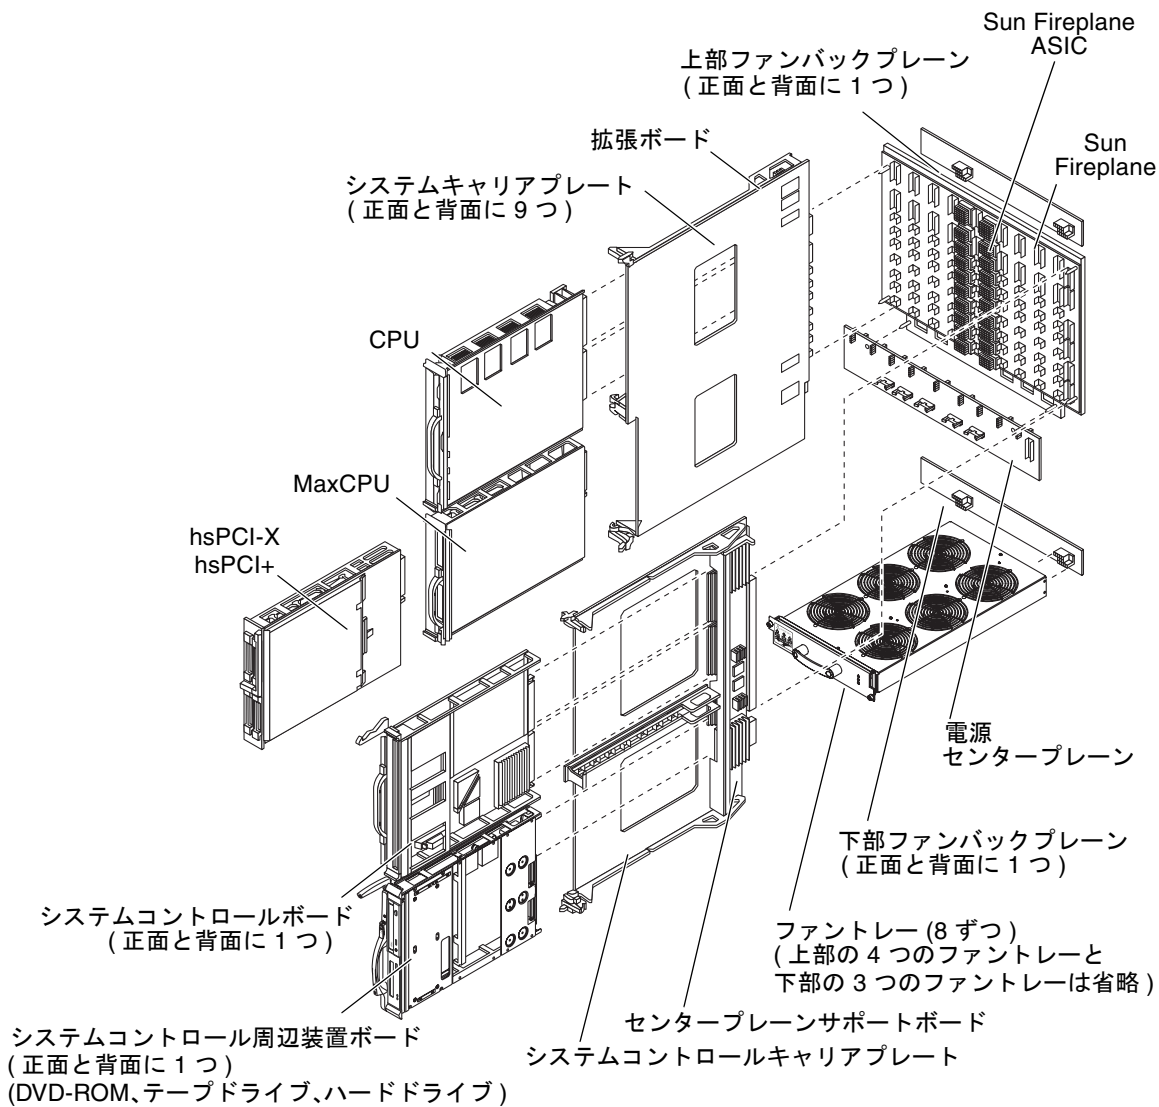 Sun Fireplane
ASIC
上部ファンバックプレーン
( 正面と背面に 1 つ )
拡張ボード
Sun
Fireplane
システムキャリアプレート
( 正面と背面に 9 つ )
CPU
MaxCPU
hsPCI-X
hsPCI+
電源
センタープレーン
下部ファンバックプレーン
( 正面と背面に 1 つ )
システムコントロールボード
( 正面と背面に 1 つ )
ファントレー (8 ずつ )
( 上部の 4 つのファントレーと
下部の 3 つのファントレーは省略 )
センタープレーンサポートボード
システムコントロールキャリアプレート
システムコントロール周辺装置ボード
( 正面と背面に 1 つ )
(DVD-ROM、テープドライブ、ハードドライブ )